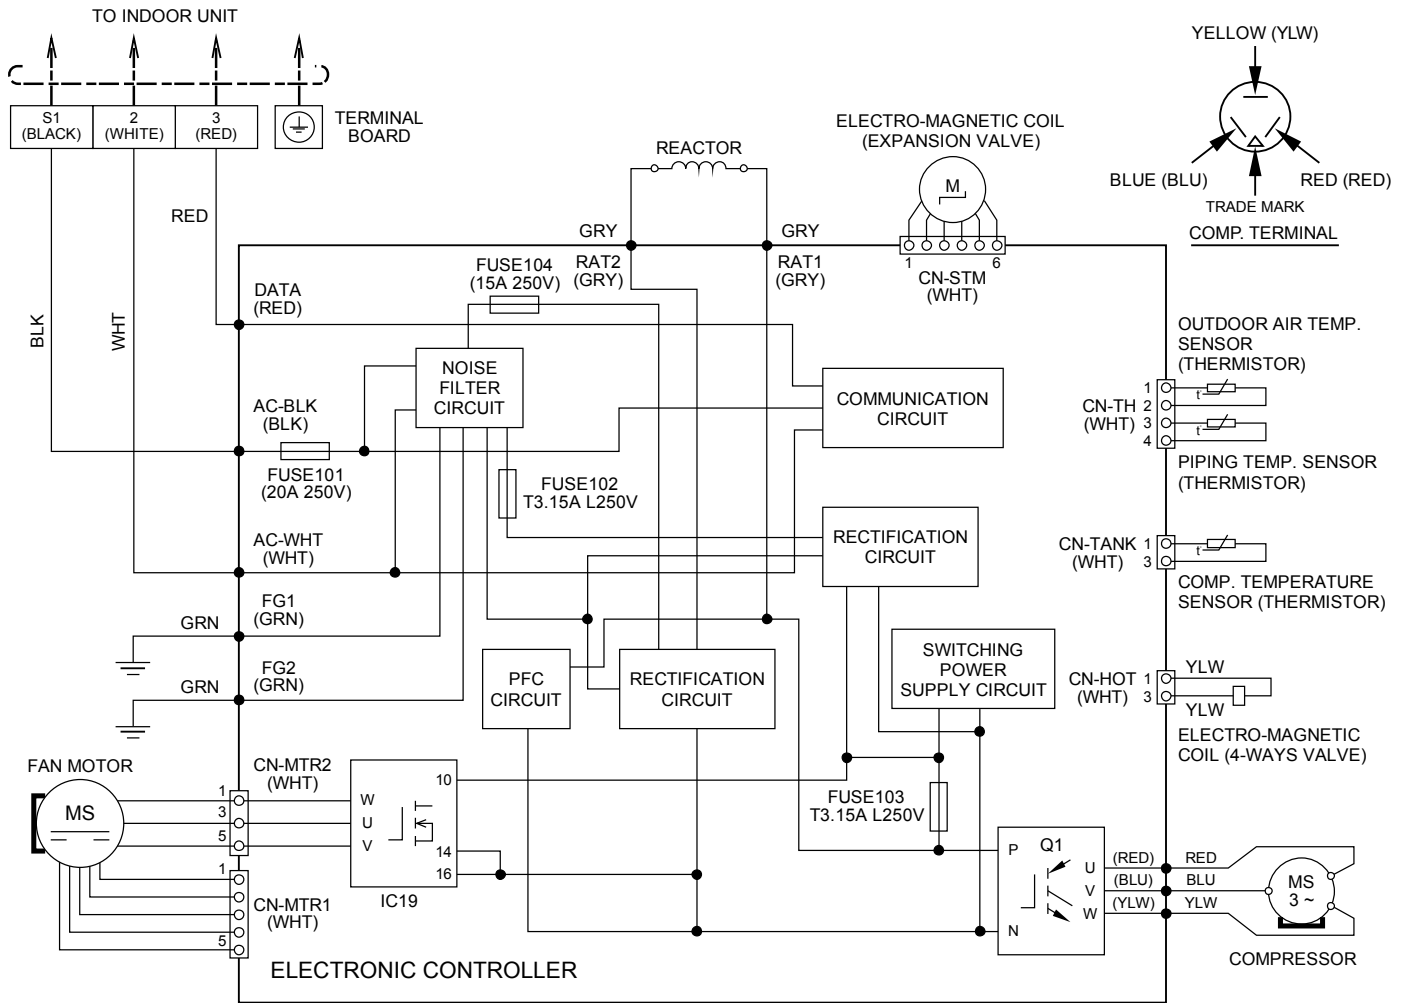 TO INDOOR UNIT
S1
(BLACK)
2
(WHITE)
3
(RED)
TERMINAL
BOARD
YELLOW (YLW)
BLUE (BLU)
RED (RED)
TRADE MARK
COMP. TERMINAL
ELECTRO-MAGNETIC COIL
(EXPANSION VALVE)
M
1
6
CN-STM
(WHT)
REACTOR
GRY
GRY
RAT2
(GRY)
RAT1
(GRY)
RED
BLK
WHT
DATA
(RED)
FUSE104
(15A 250V)
NOISE
FILTER
CIRCUIT
COMMUNICATION
CIRCUIT
AC-BLK
(BLK)
FUSE101
(20A 250V)
FUSE102
T3.15A L250V
AC-WHT
(WHT)
RECTIFICATION
CIRCUIT
OUTDOOR AIR TEMP.
SENSOR
(THERMISTOR)
CN-TH
(WHT)
1
2
3
4
t°
t°
PIPING TEMP. SENSOR
(THERMISTOR)
CN-TANK
(WHT)
1
3
t°
COMP. TEMPERATURE
SENSOR (THERMISTOR)
GRN
FG1
(GRN)
GRN
FG2
(GRN)
PFC
CIRCUIT
RECTIFICATION
CIRCUIT
SWITCHING
POWER
SUPPLY CIRCUIT
CN-HOT
(WHT)
1
3
YLW
YLW
ELECTRO-MAGNETIC
COIL (4-WAYS VALVE)
FAN MOTOR
MS
CN-MTR2
(WHT)
1
3
5
W
U
V
10
14
16
IC19
CN-MTR1
(WHT)
1
5
FUSE103
T3.15A L250V
P
N
Q1
U
V
W
(RED)
(BLU)
(YLW)
RED
BLU
YLW
MS
3 ~
COMPRESSOR
ELECTRONIC CONTROLLER